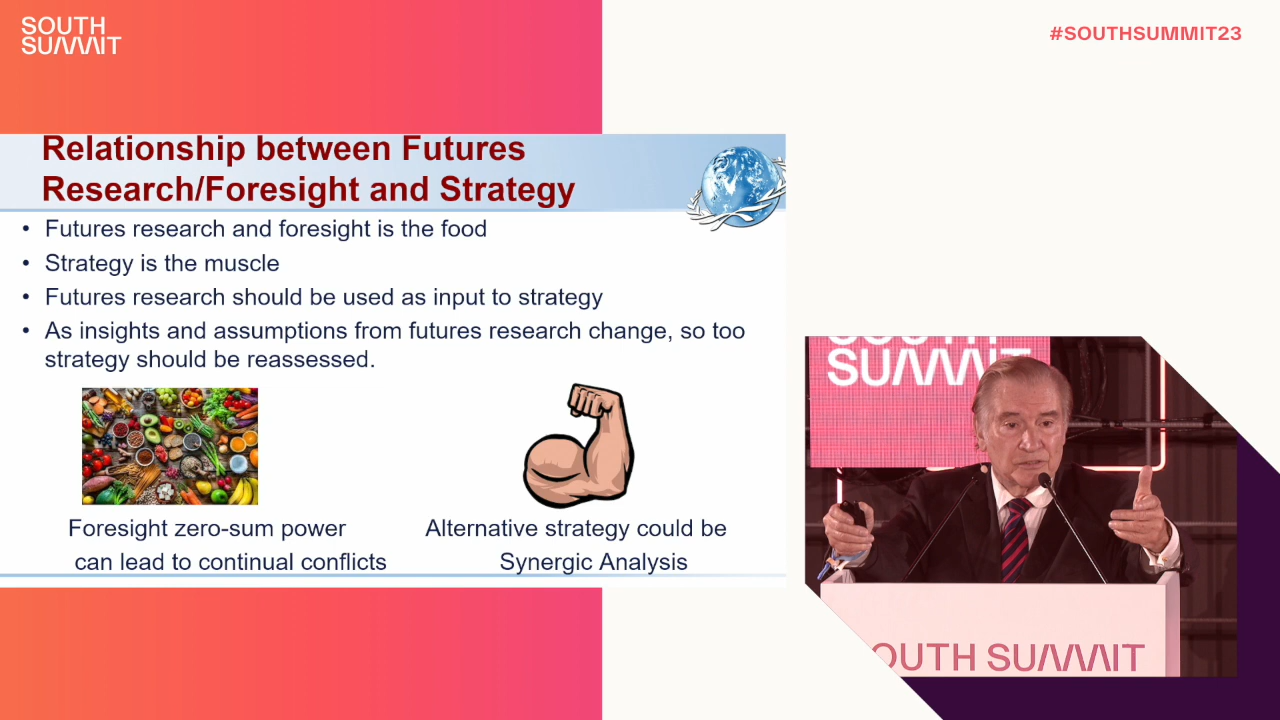 SOUTH
SUMMIT
#SOUTHSUMMIT23
Relationship between Futures
Research/Foresight and Strategy
• Futures research and foresight is the food
• Strategy is the muscle
• Futures research should be used as input to strategy
• As insights and assumptions from futures research change, so too
strategy should be reassessed.
Foresight zero-sum power
can lead to continual conflicts
Alternative strategy could be
Synergic Analysis
SOUTH
SUMMIT
OUTH SUMMIT